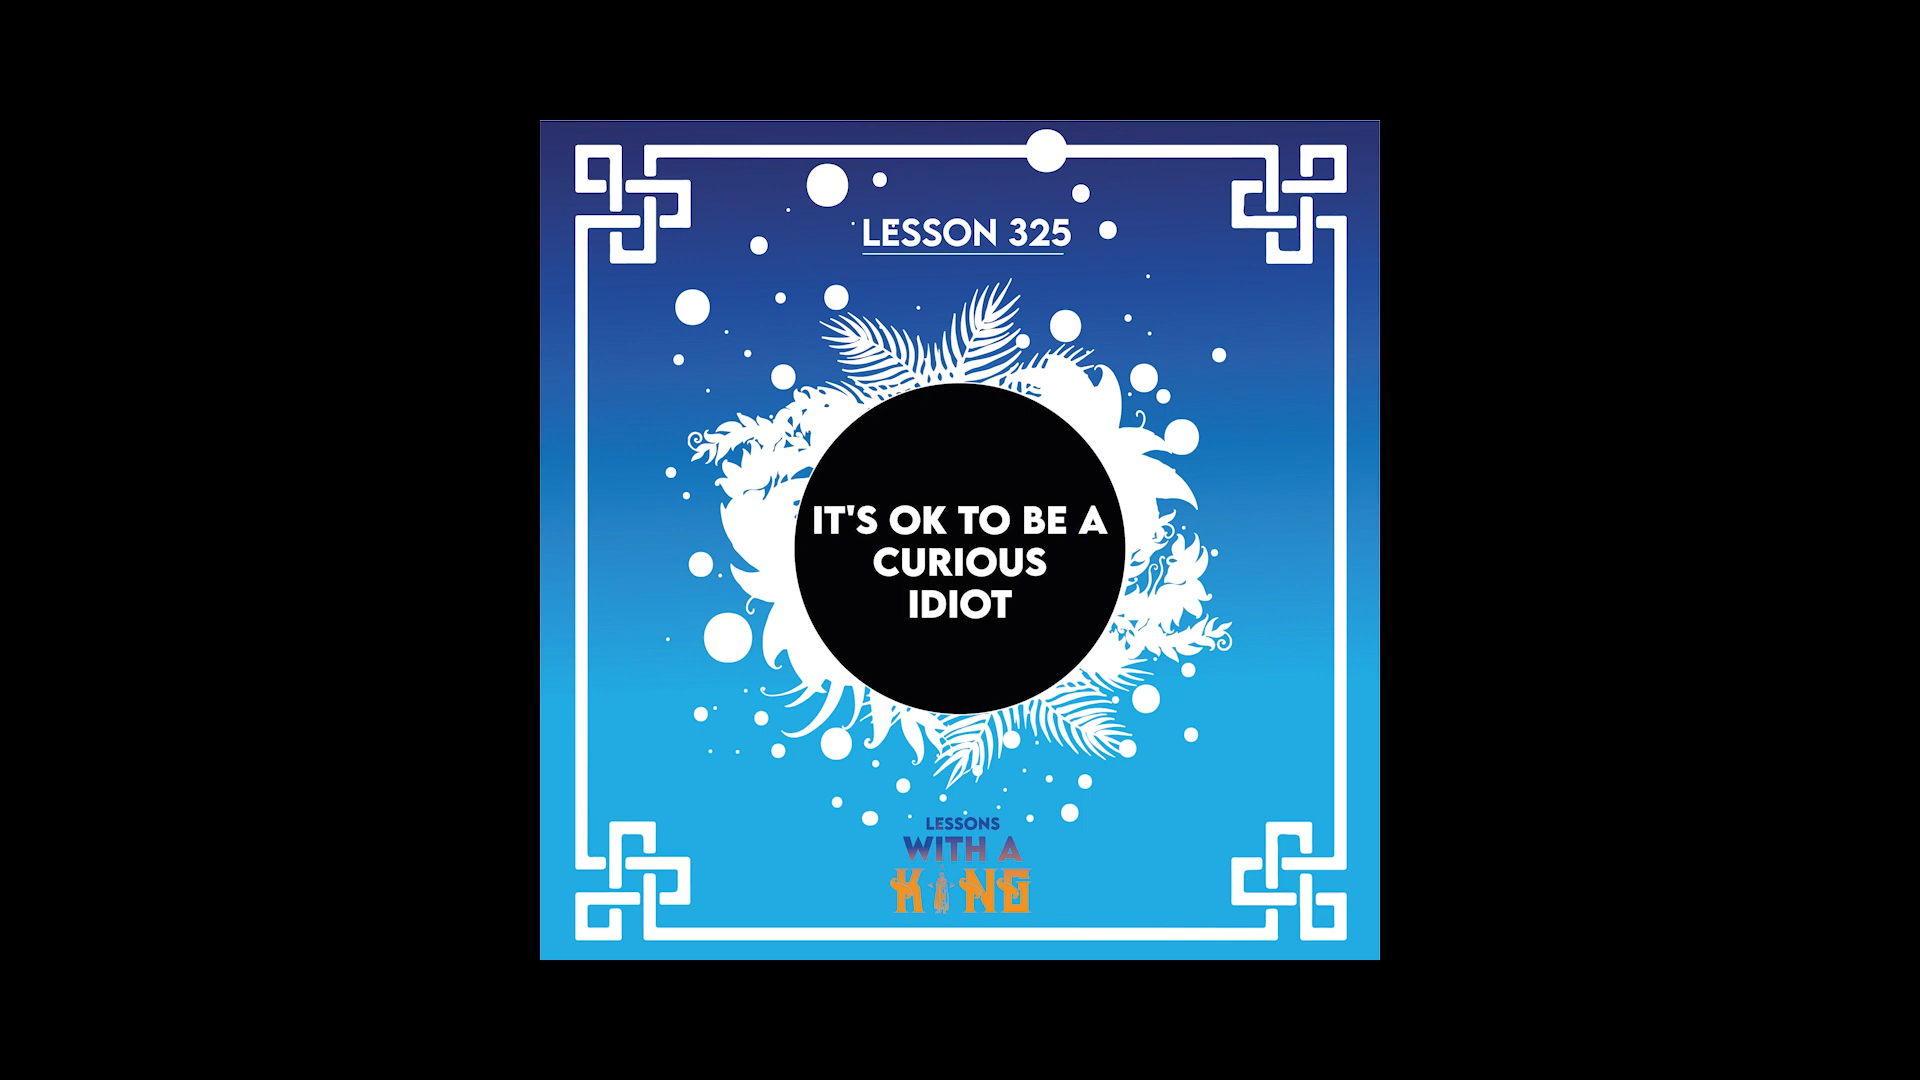 LESSON 325
IT'S OK TO BE A
CURIOUS
IDIOT
LESSONS
WITH A
KING